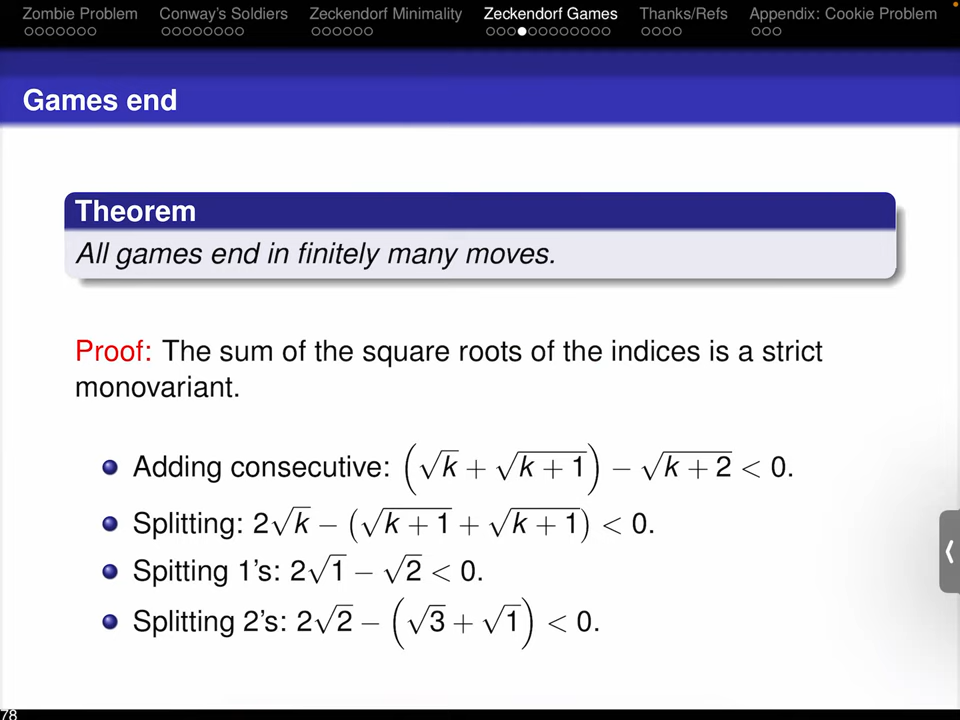 Zombie Problem Conway's Soldiers Zeckendorf Minimality Zeckendorf Games Thanks/Refs Appendix: Cookie Problem
Games end
Theorem
All games end in finitely many moves.
Proof: The sum of the square roots of the indices is a strict
monovariant.
Adding consecutive: (√k + √(k + 1)) − √(k + 2) < 0.
Splitting: 2√k − (√(k + 1) + √(k + 1)) < 0.
Spitting 1's: 2√1 − √2 < 0.
Splitting 2's: 2√2 − (√3 + √1) < 0.
78